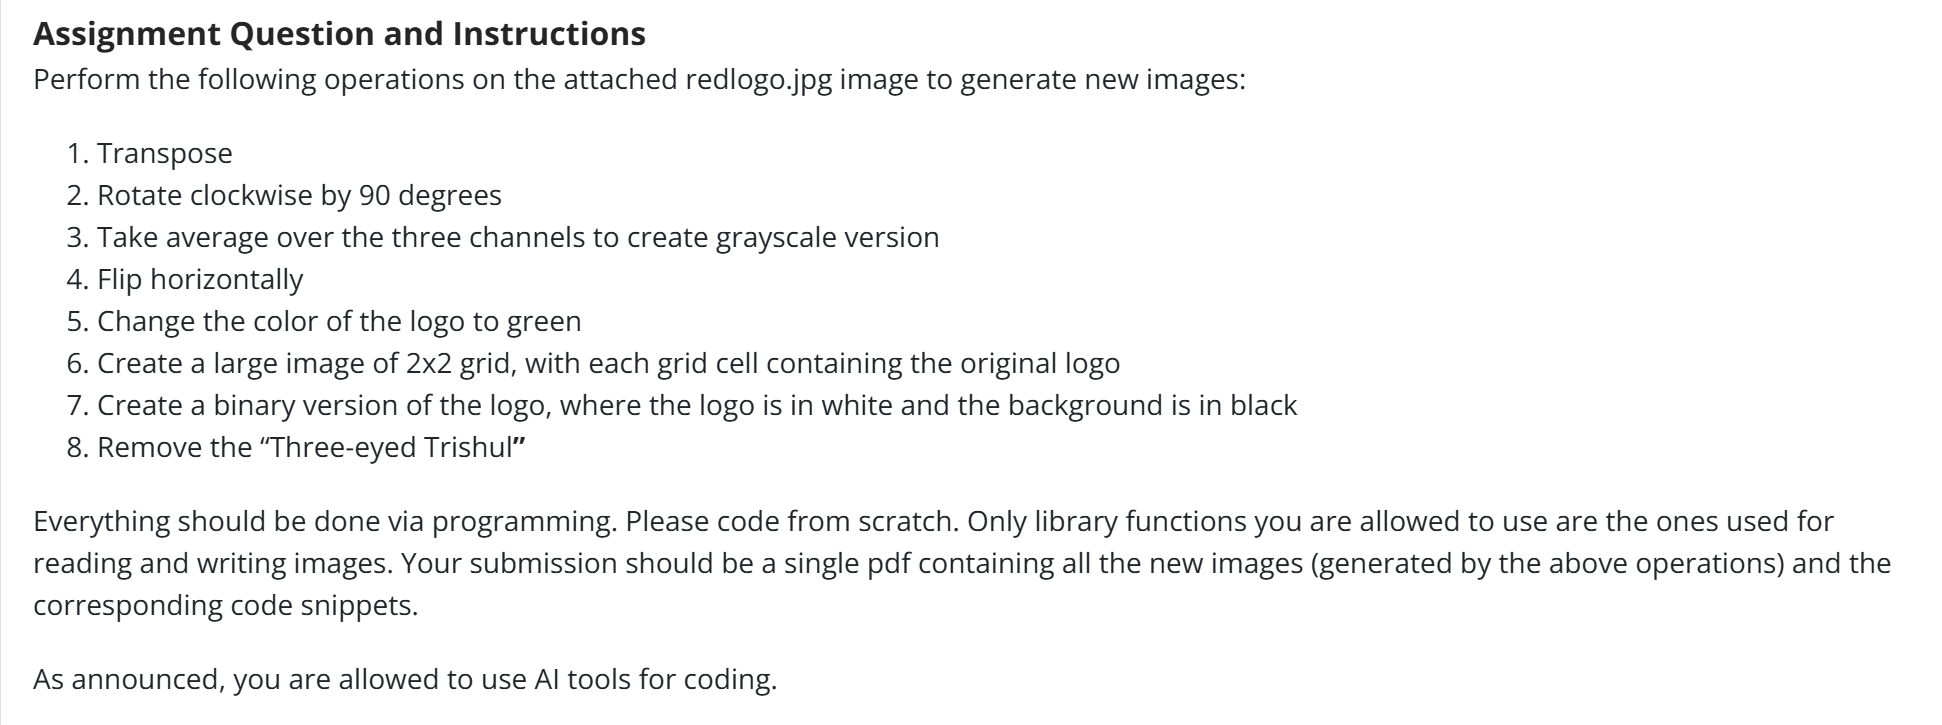 Assignment Question and Instructions
Perform the following operations on the attached redlogo.jpg image to generate new images:
1. Transpose
2. Rotate clockwise by 90 degrees
3. Take average over the three channels to create grayscale version
4. Flip horizontally
5. Change the color of the logo to green
6. Create a large image of 2x2 grid, with each grid cell containing the original logo
7. Create a binary version of the logo, where the logo is in white and the background is in black
8. Remove the “Three-eyed Trishul”
Everything should be done via programming. Please code from scratch. Only library functions you are allowed to use are the ones used for
reading and writing images. Your submission should be a single pdf containing all the new images (generated by the above operations) and the
corresponding code snippets.
As announced, you are allowed to use AI tools for coding.